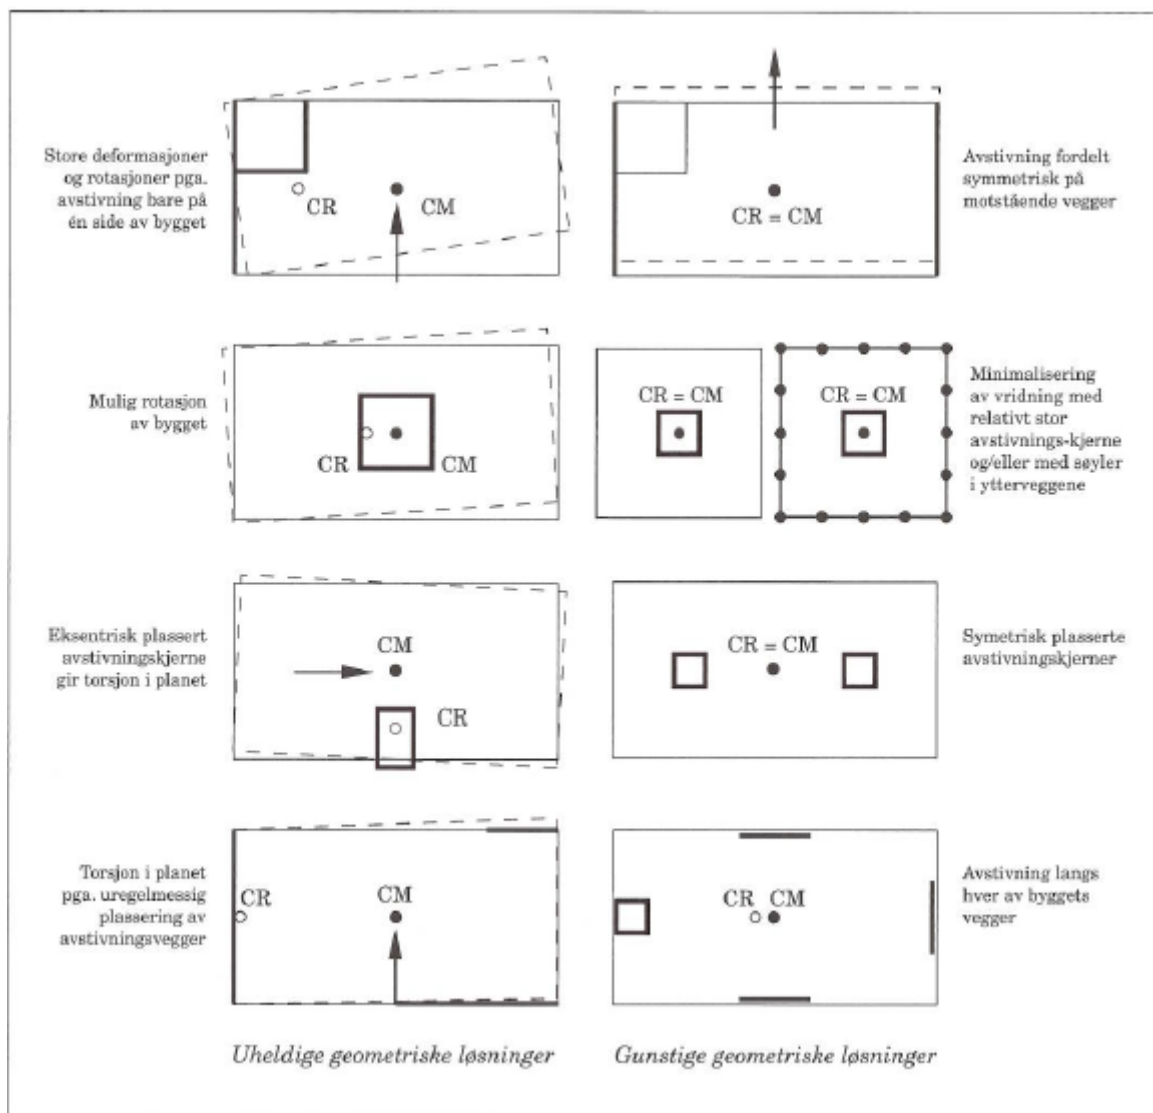 Store deformasjoner
og rotasjoner pga.
avstivning bare på
én side av bygget
CR
CM
CR = CM
Avstivning fordelt
symmetrisk på
motstående vegger
Mulig rotasjon
av bygget
CR
CM
CR = CM
CR = CM
Minimalisering
av vridning med
relativt stor
avstivnings-kjerne
og/eller med søyler
i ytterveggene
Eksentrisk plassert
avstivningskjerne
gir torsjon i planet
CM
CR
CR = CM
Symetrisk plasserte
avstivningskjerner
Torsjon i planet
pga. uregelmessig
plassering av
avstivningsvegger
CR
CM
CR CM
Avstivning langs
hver av byggets
vegger
Uheldige geometriske løsninger
Gunstige geometriske løsninger